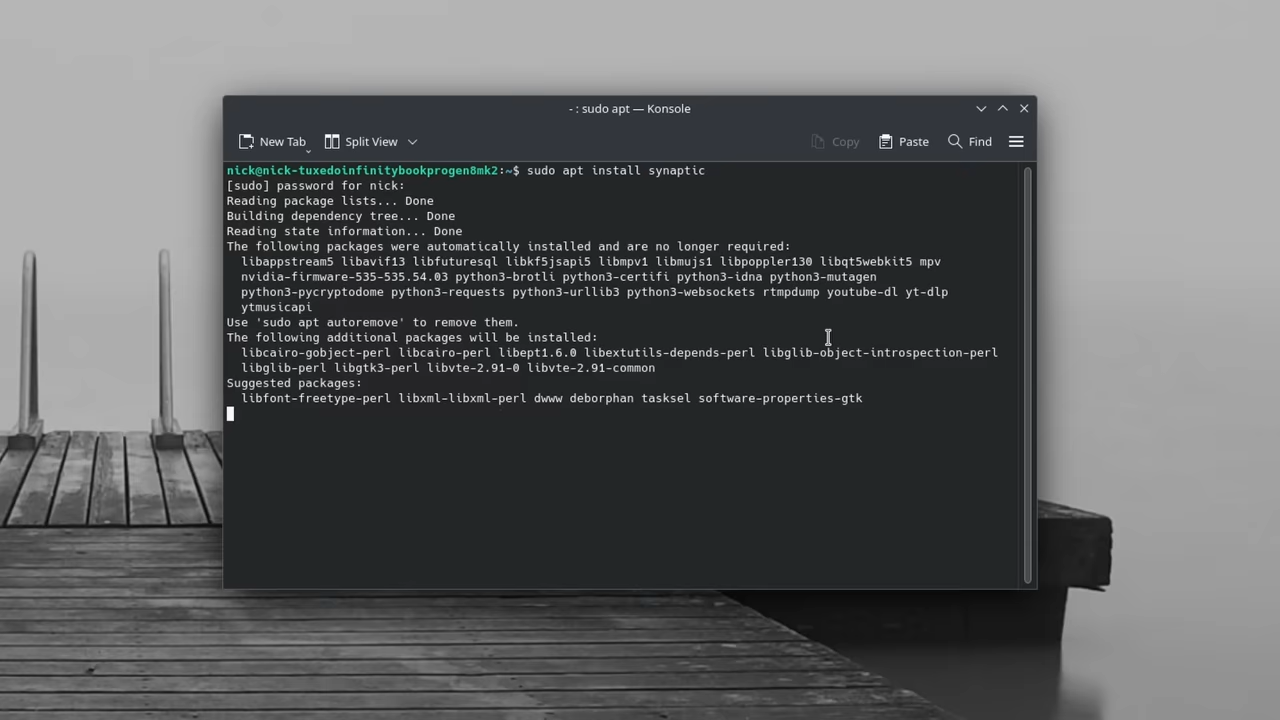 - : sudo apt — Konsole
New Tab Split View Copy Paste Find
nick@nick-tuxedoinfinitybookprogen8mk2:~$ sudo apt install synaptic
[sudo] password for nick:
Reading package lists... Done
Building dependency tree... Done
Reading state information... Done
The following packages were automatically installed and are no longer required:
  libappstream5 libavif13 libfuturesql libkf5jsapi5 libmpv1 libmujs1 libpoppler130 libqt5webkit5 mpv
  nvidia-firmware-535-535.54.03 python3-brotli python3-certifi python3-idna python3-mutagen
  python3-pycryptodome python3-requests python3-urllib3 python3-websockets rtmpdump youtube-dl yt-dlp
  ytmusicapi
Use 'sudo apt autoremove' to remove them.
The following additional packages will be installed:
  libcairo-gobject-perl libcairo-perl libept1.6.0 libextutils-depends-perl libglib-object-introspection-perl
  libglib-perl libgtk3-perl libvte-2.91-0 libvte-2.91-common
Suggested packages:
  libfont-freetype-perl libxml-libxml-perl dwww deborphan tasksel software-properties-gtk